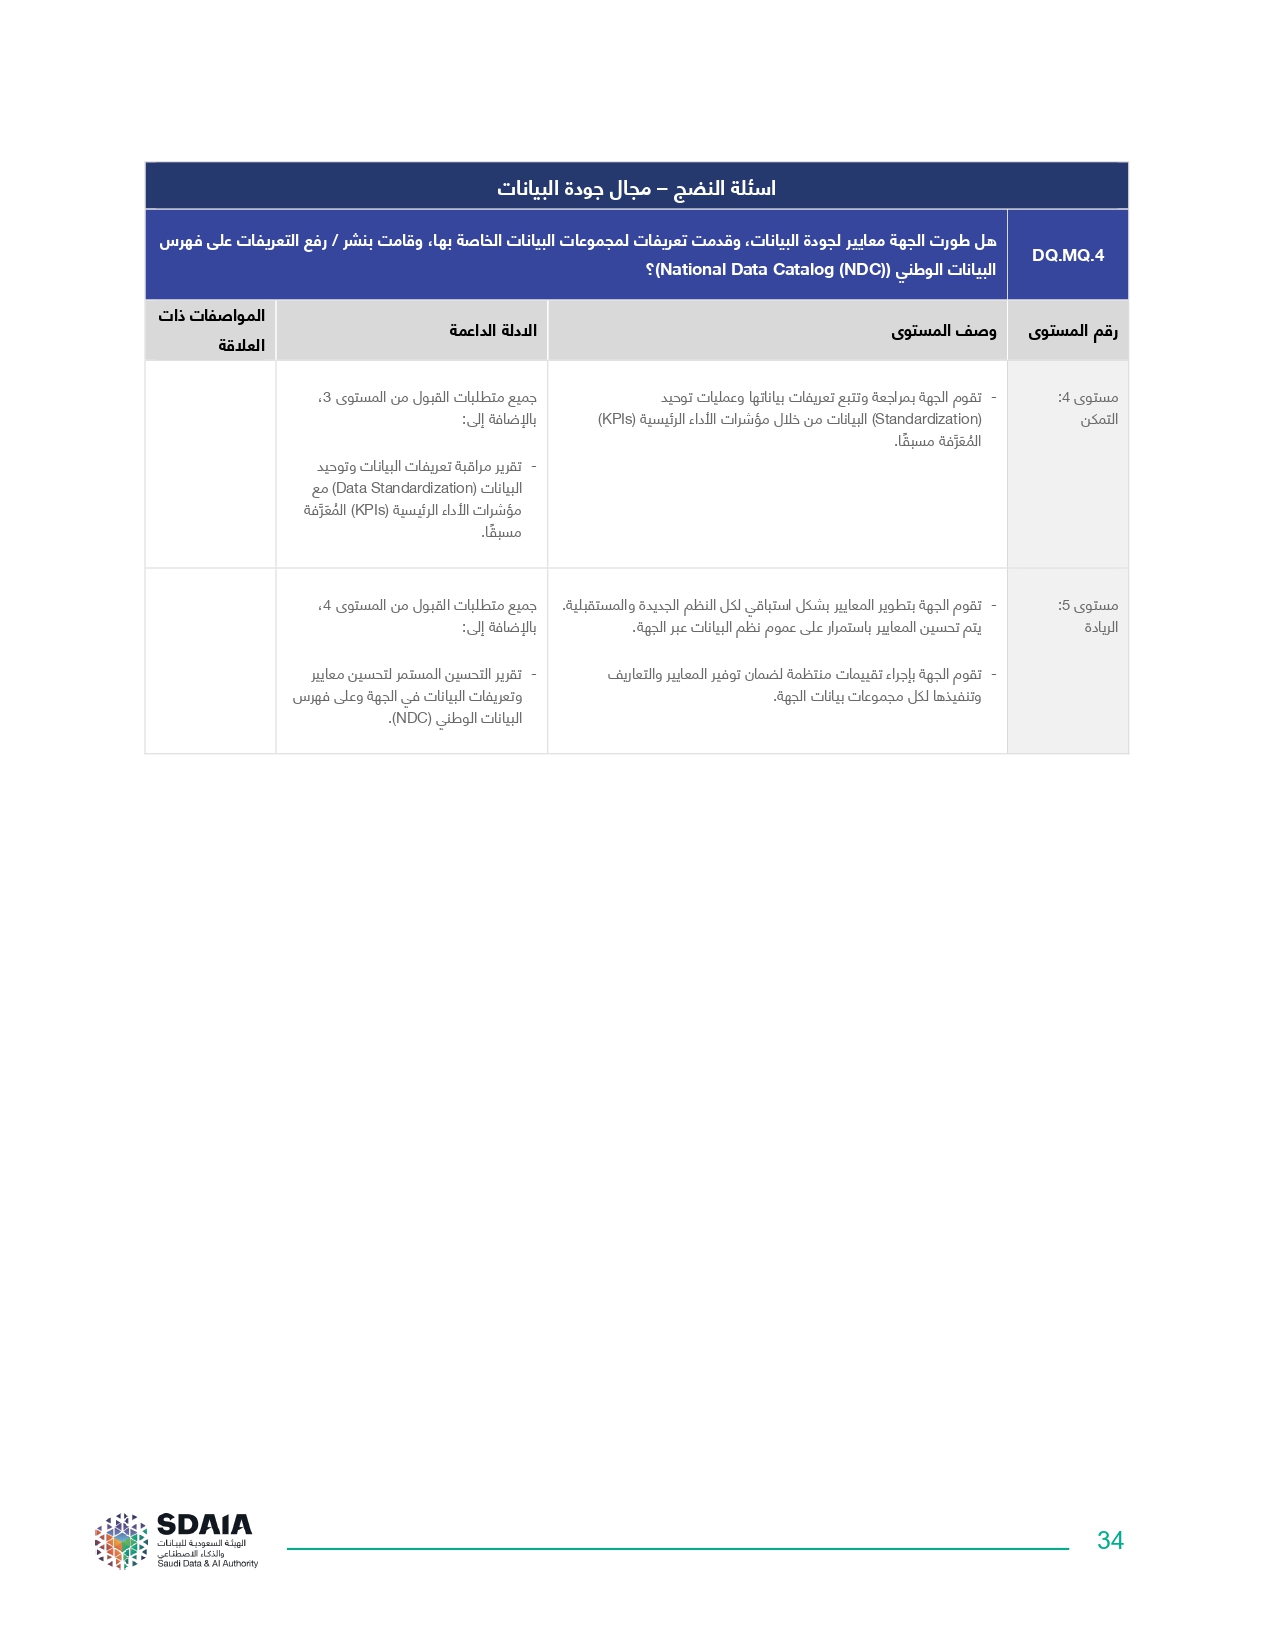 اسئلة النضج – مجال جودة البيانات
DQ.MQ.4
هل طورت الجهة معايير لجودة البيانات، وقدمت تعريفات لمجموعات البيانات الخاصة بها، وقامت بنشر / رفع التعريفات على فهرس
البيانات الوطني (National Data Catalog (NDC))؟
رقم المستوى
وصف المستوى
الادلة الداعمة
المواصفات ذات
العلاقة
مستوى 4:
التمكن
- تقوم الجهة بمراجعة وتتبع تعريفات بياناتها وعمليات توحيد
(Standardization) البيانات من خلال مؤشرات الأداء الرئيسية (KPIs)
المُعَرَّفة مسبقًا.
جميع متطلبات القبول من المستوى 3،
بالإضافة إلى:
- تقرير مراقبة تعريفات البيانات وتوحيد
البيانات (Data Standardization) مع
مؤشرات الأداء الرئيسية (KPIs) المُعَرَّفة
مسبقًا.
مستوى 5:
الريادة
- تقوم الجهة بتطوير المعايير بشكل استباقي لكل النظم الجديدة والمستقبلية.
يتم تحسين المعايير باستمرار على عموم نظم البيانات عبر الجهة.
- تقوم الجهة بإجراء تقييمات منتظمة لضمان توفير المعايير والتعاريف
وتنفيذها لكل مجموعات بيانات الجهة.
جميع متطلبات القبول من المستوى 4،
بالإضافة إلى:
- تقرير التحسين المستمر لتحسين معايير
وتعريفات البيانات في الجهة وعلى فهرس
البيانات الوطني (NDC).
SDAIA
الهيئة السعودية للبيانات
والذكاء الاصطناعي
Saudi Data & AI Authority
34